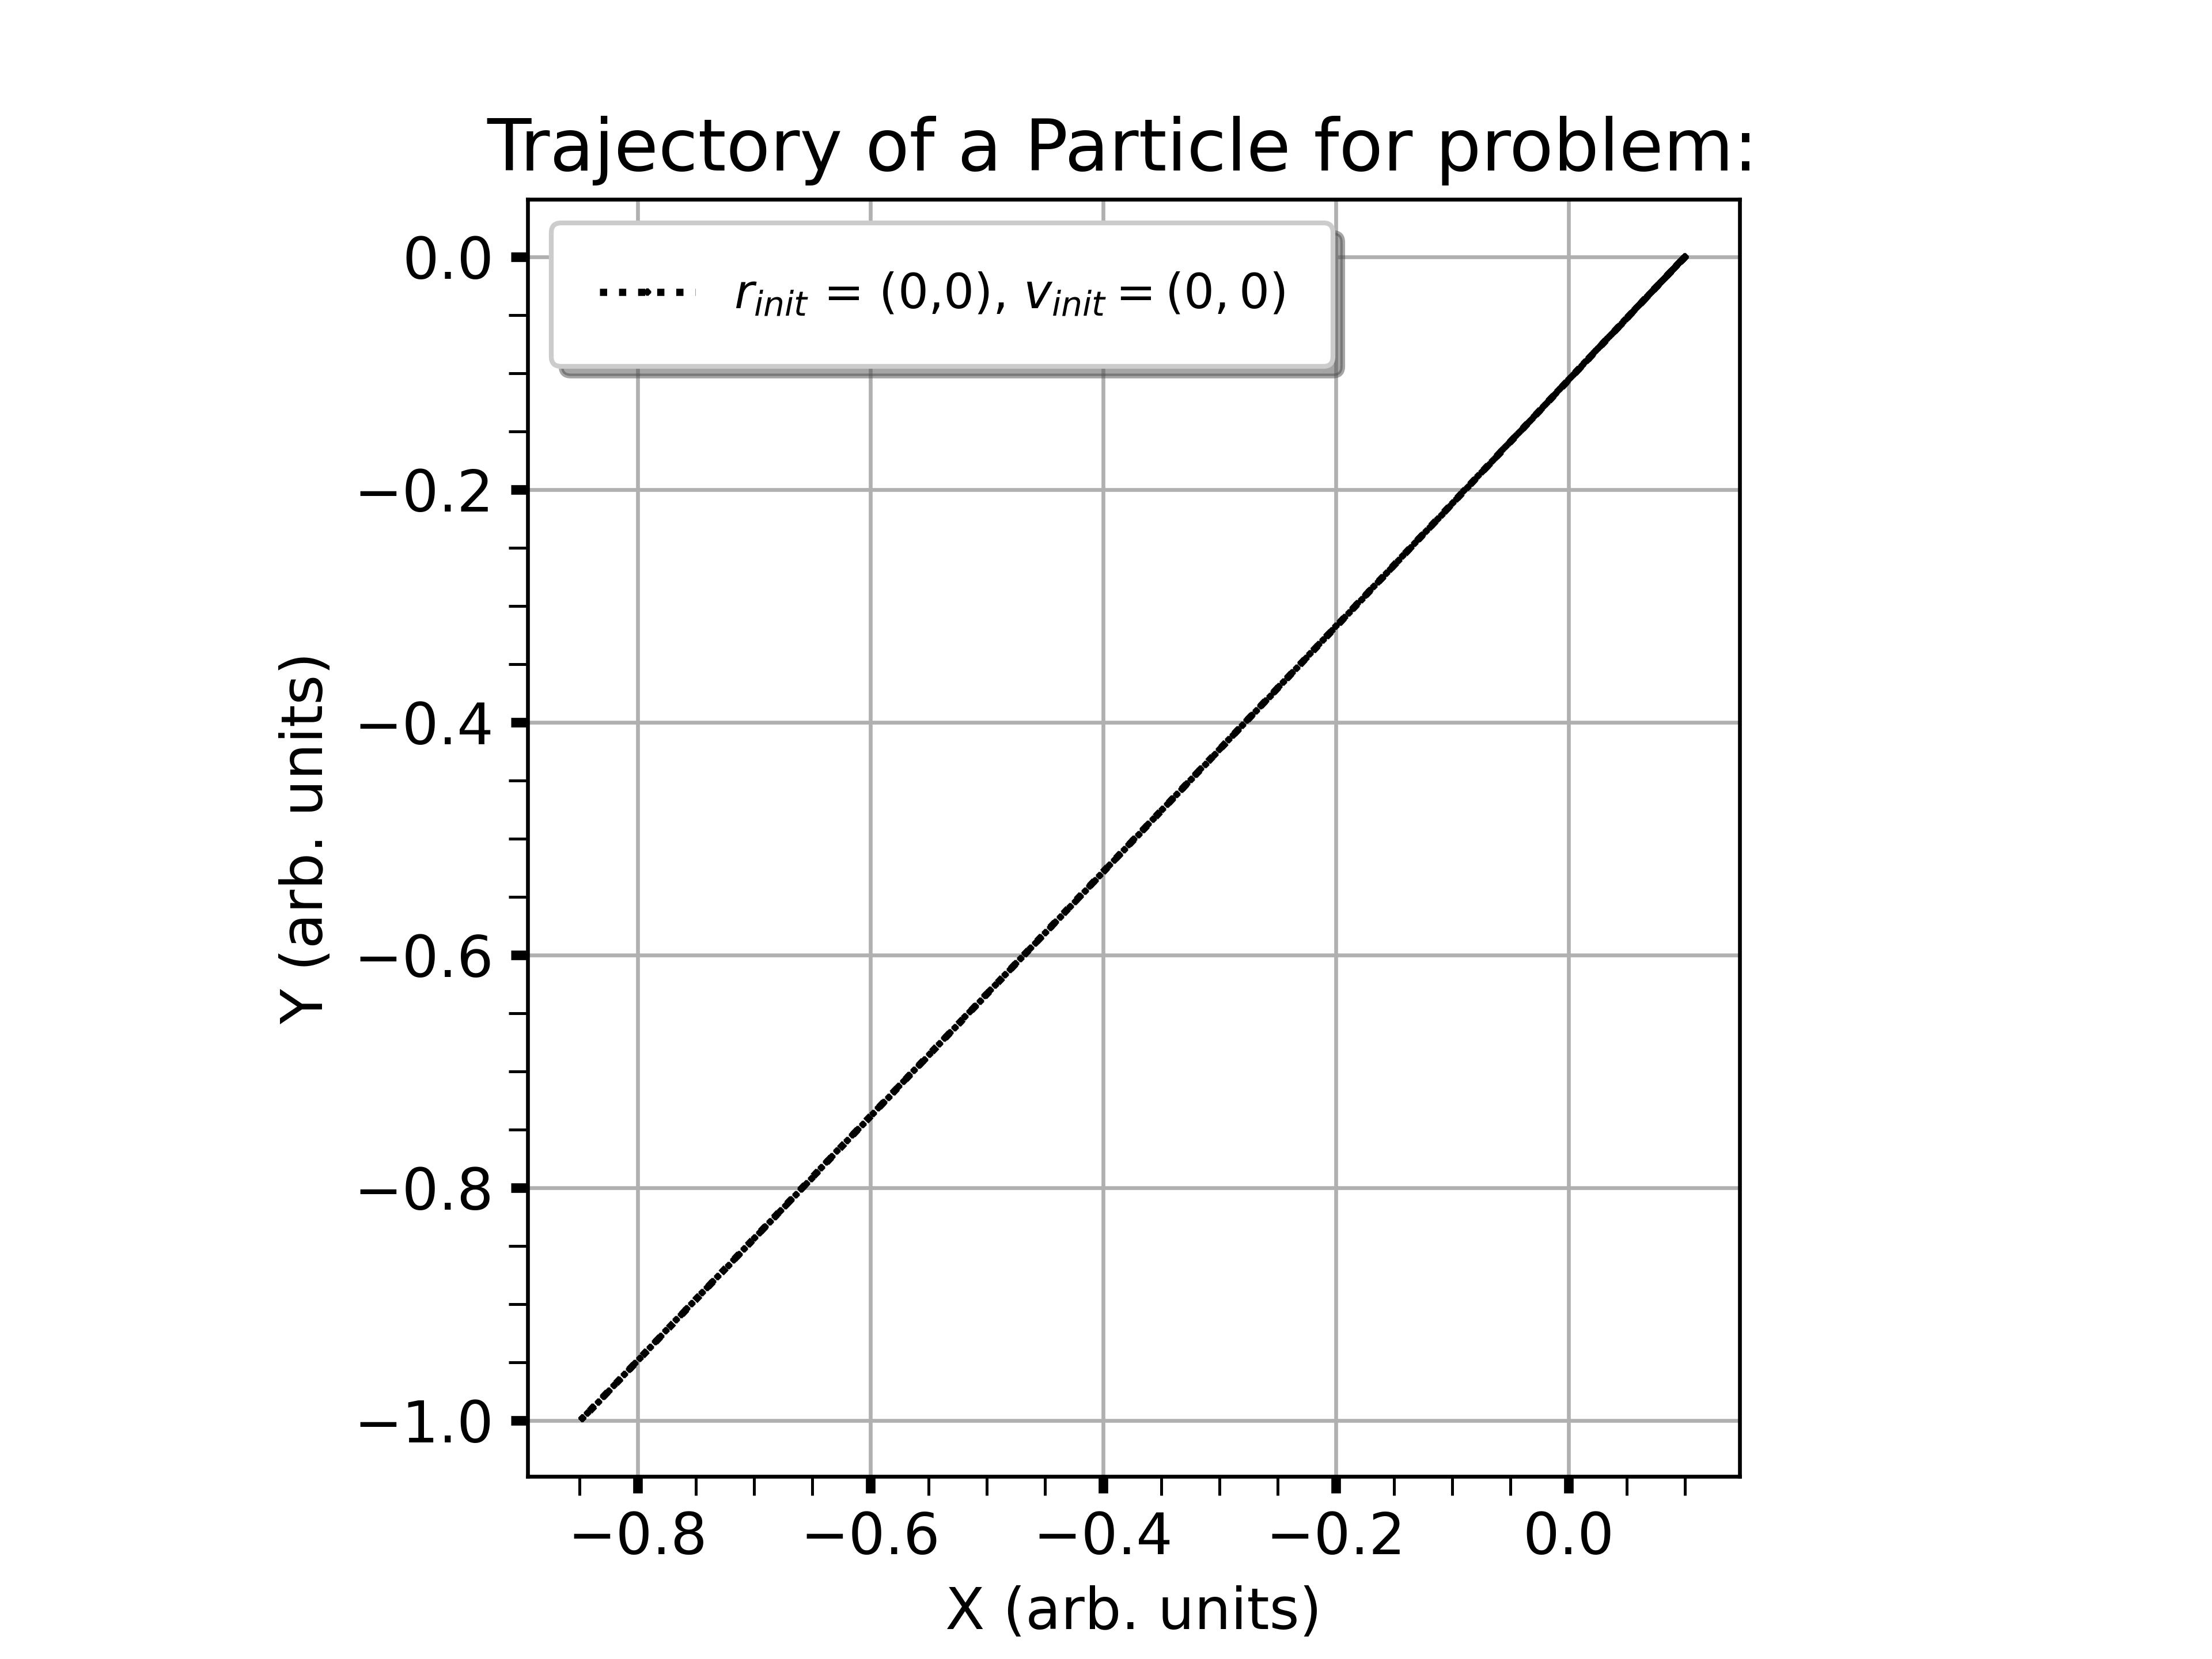 Trajectory of a Particle for problem:
r_init = (0,0), v_init = (0, 0)
Y (arb. units)
0.0
−0.2
−0.4
−0.6
−0.8
−1.0
−0.8 −0.6 −0.4 −0.2 0.0
X (arb. units)